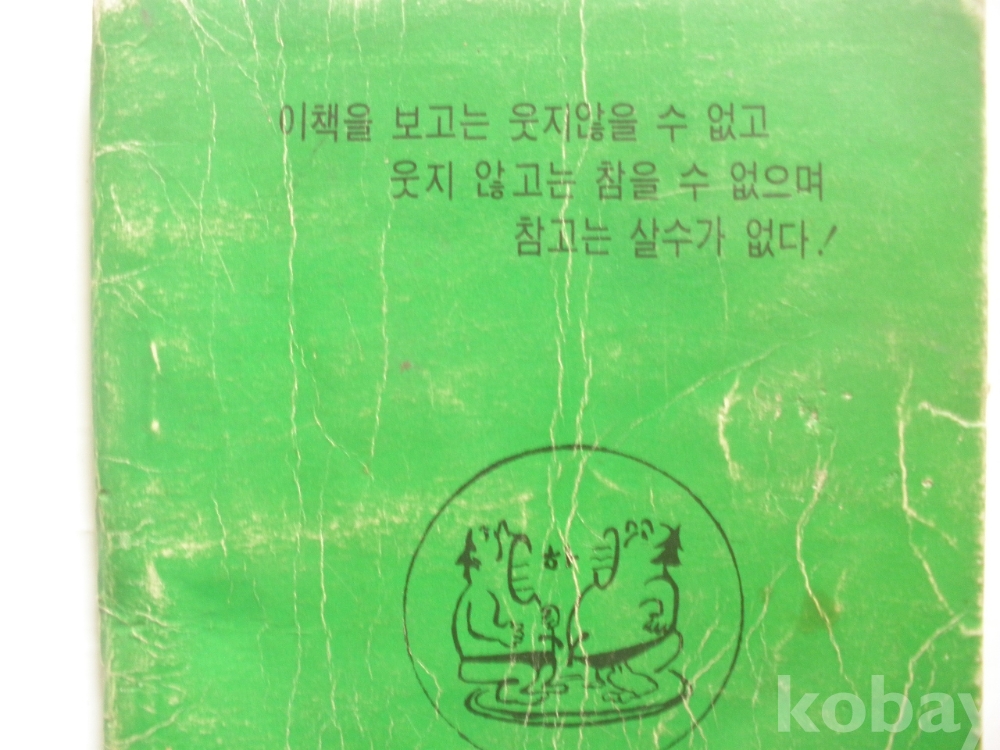 이책을 보고는 웃지않을 수 없고
웃지 않고는 참을 수 없으며
참고는 살수가 없다!
하
kobay